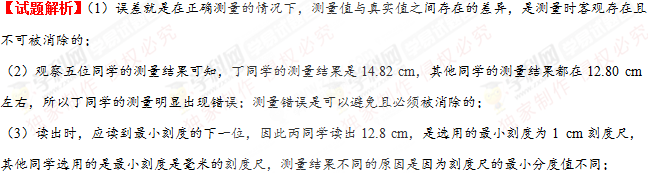 【试题解析】（1）误差就是在正确测量的情况下，测量值与真实值之间存在的差异，是测量时客观存在且
不可被消除的；
（2）观察五位同学的测量结果可知，丁同学的测量结果是 14.82 cm，其他同学的测量结果都在 12.80 cm
左右，所以丁同学的测量明显出现错误；测量错误是可以避免且必须被消除的；
（3）读出时，应读到最小刻度的下一位，因此丙同学读出 12.8 cm，是选用的最小刻度为 1 cm 刻度尺，
其他同学选用的是最小刻度是毫米的刻度尺，测量结果不同的原因是因为刻度尺的最小分度值不同；